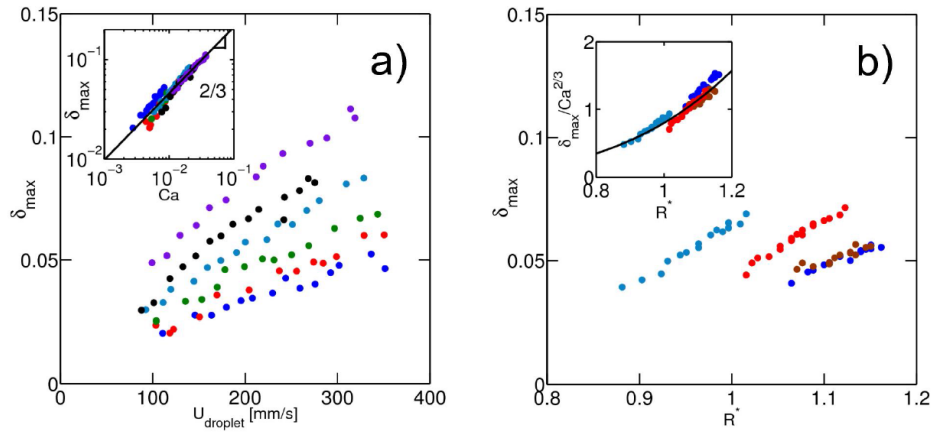 a)
0.15
0.1
0.05
0
δmax
0 100 200 300 400
U_droplet [mm/s]
10^-1
10^-2
δmax
10^-3 10^-2 10^-1
Ca
2/3
b)
0.15
0.1
0.05
0
δmax
0.8 0.9 1 1.1 1.2
R*
2
1
0
δmax/Ca^2/3
0.8 1 1.2
R*